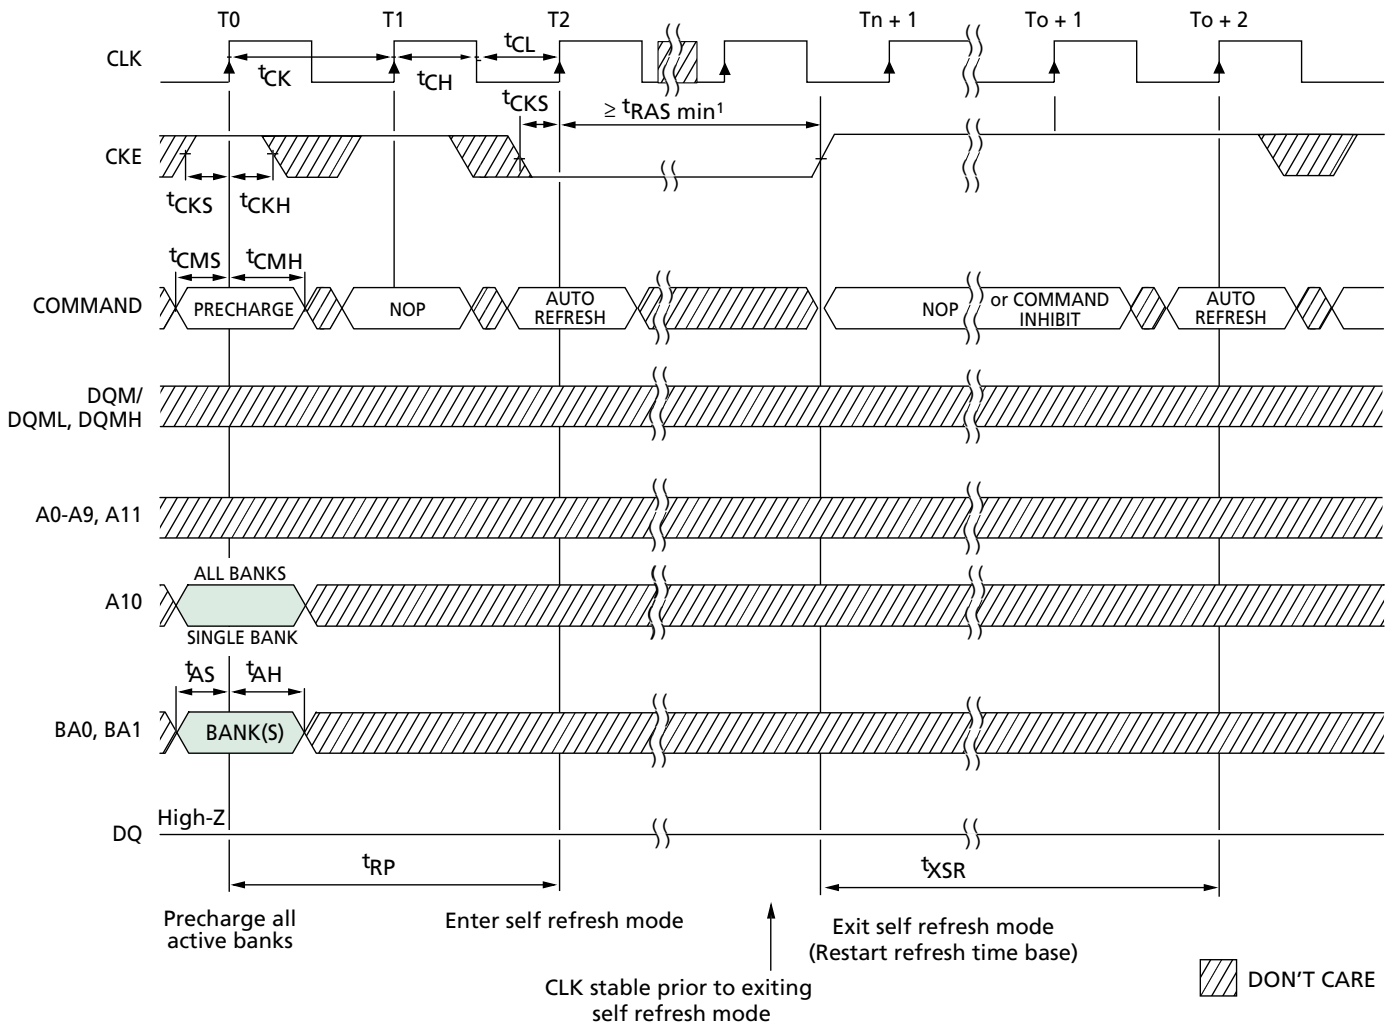 T0 T1 T2 Tn + 1 To + 1 To + 2
CLK
tCK tCH tCL
tCKS ≥ tRAS min1
CKE
tCKS tCKH
tCMS tCMH
COMMAND PRECHARGE NOP AUTO REFRESH NOP or COMMAND INHIBIT AUTO REFRESH
DQM/
DQML, DQMH
A0-A9, A11
ALL BANKS
A10
SINGLE BANK
tAS tAH
BA0, BA1 BANK(S)
High-Z
DQ
tRP tXSR
Precharge all
active banks
Enter self refresh mode
Exit self refresh mode
(Restart refresh time base)
CLK stable prior to exiting
self refresh mode
DON'T CARE